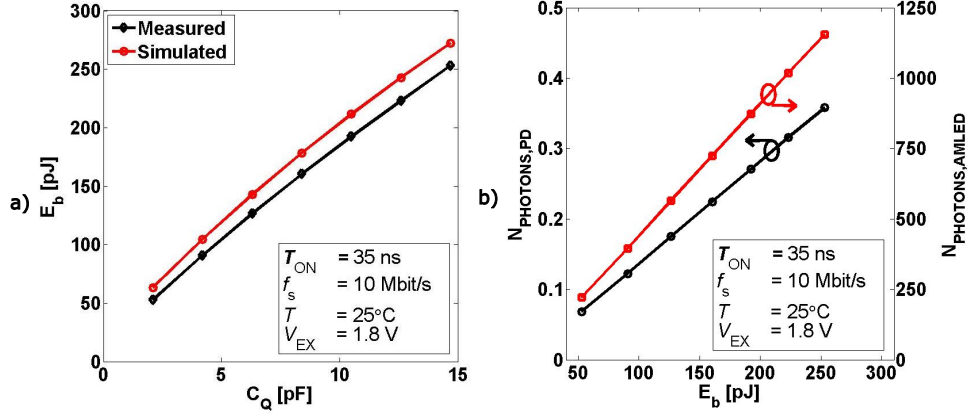 a)
300
250
200
150
100
50
0
E_b [pJ]
Measured
Simulated
T_ON = 35 ns
f_s = 10 Mbit/s
T = 25°C
V_EX = 1.8 V
0 5 10 15
C_Q [pF]
b)
0.5
0.4
0.3
0.2
0.1
0
N_PHOTONS,PD
1250
1000
750
500
250
0
N_PHOTONS,AMLED
T_ON = 35 ns
f_s = 10 Mbit/s
T = 25°C
V_EX = 1.8 V
50 100 150 200 250 300
E_b [pJ]